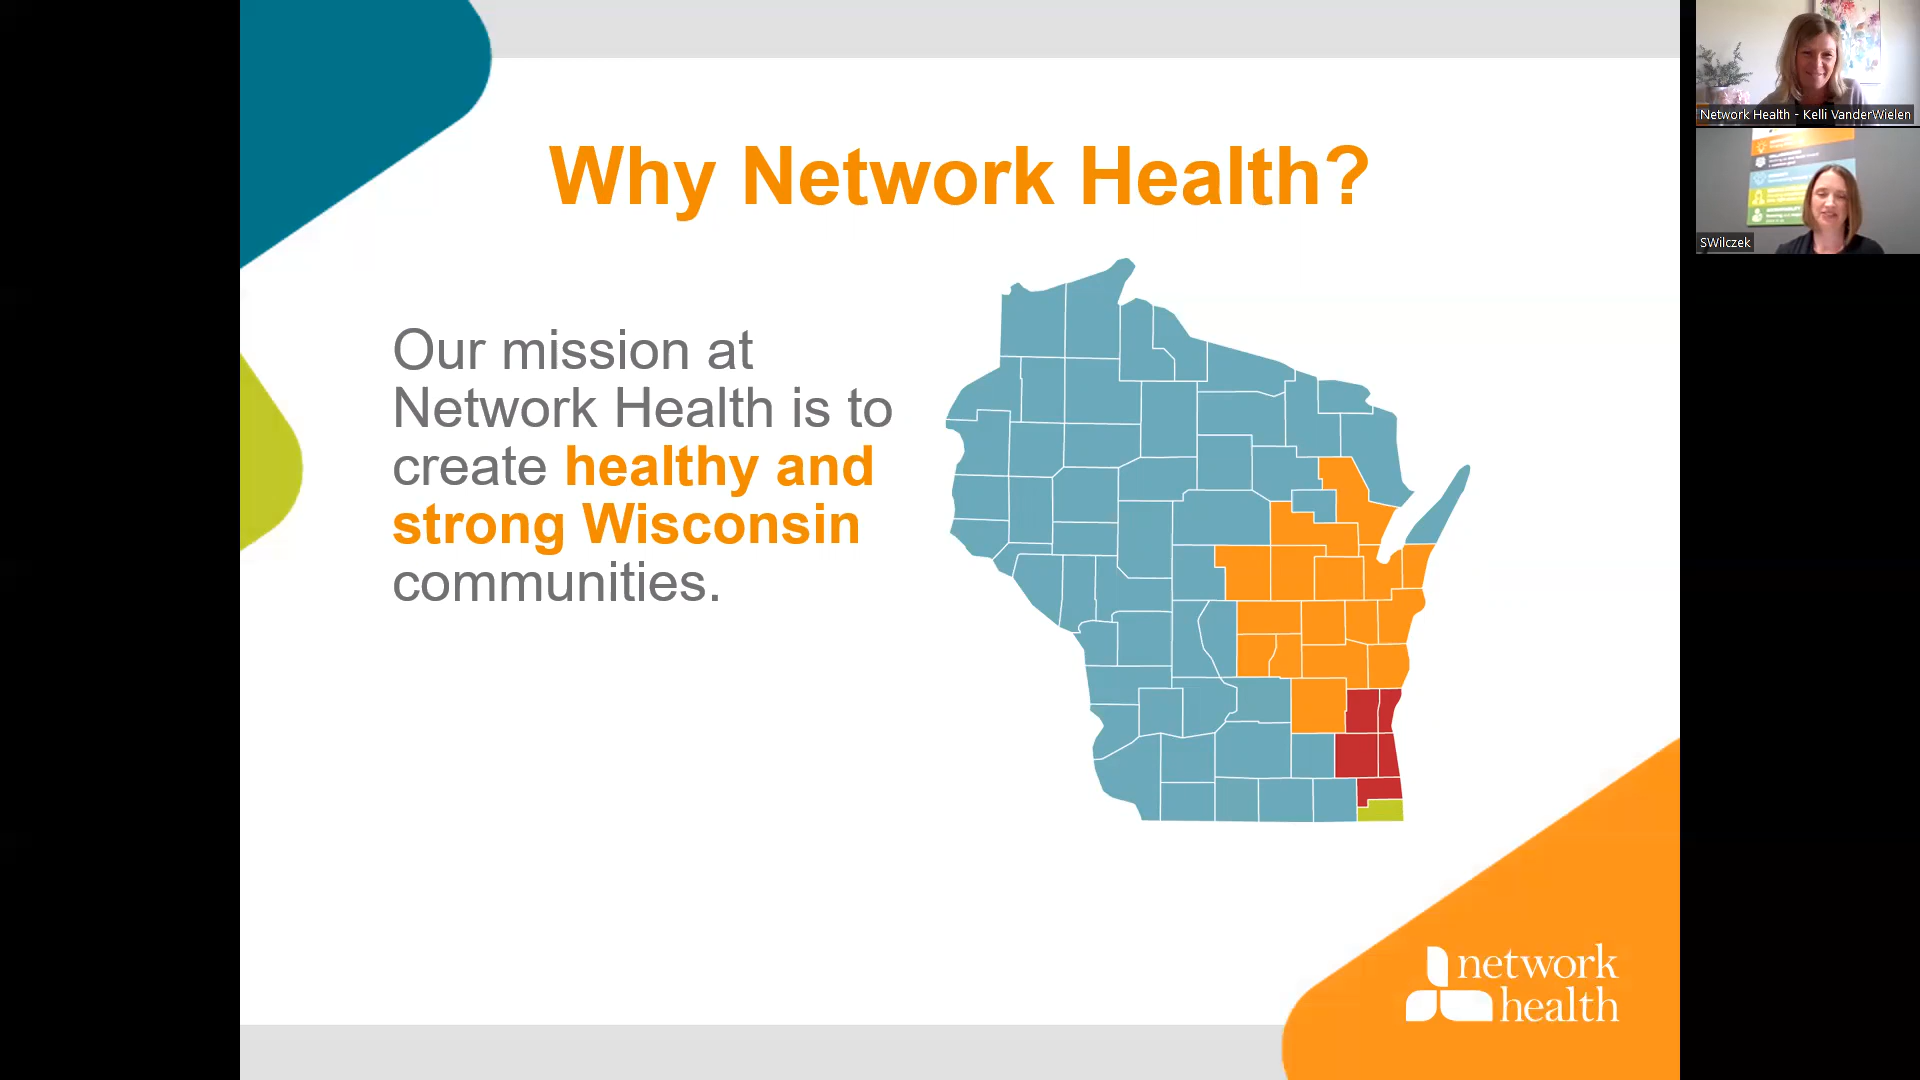 Why Network Health?
Our mission at
Network Health is to
create healthy and
strong Wisconsin
communities.
network
health
Network Health - Kelli VanderWielen
SWilczek